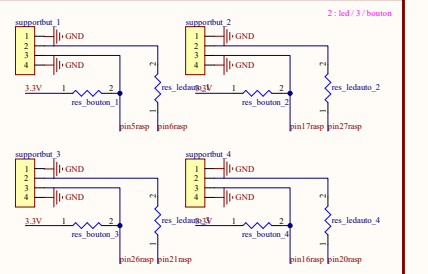 2 : led / 3 / bouton
supportbut_1
1 GND
2
3 GND
4
3.3V 1 2
res_bouton_1
2 res_ledauto_1
1
pin5rasp pin6rasp
supportbut_2
1 GND
2
3 GND
4
3.3V 1 2
res_bouton_2
2 res_ledauto_2
1
pin17rasp pin27rasp
supportbut_3
1 GND
2
3 GND
4
3.3V 1 2
res_bouton_3
2 res_ledauto_3
1
pin26rasp pin21rasp
supportbut_4
1 GND
2
3 GND
4
3.3V 1 2
res_bouton_4
2 res_ledauto_4
1
pin16rasp pin20rasp